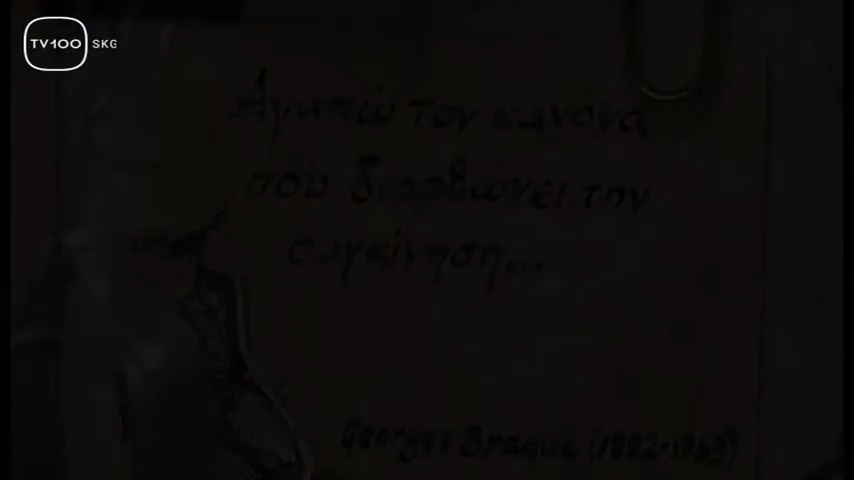 TV100 SKG
Αγαπώ τον κανόνα
που διορθώνει την
συγκίνηση...
Georges Braque (1882-1963)